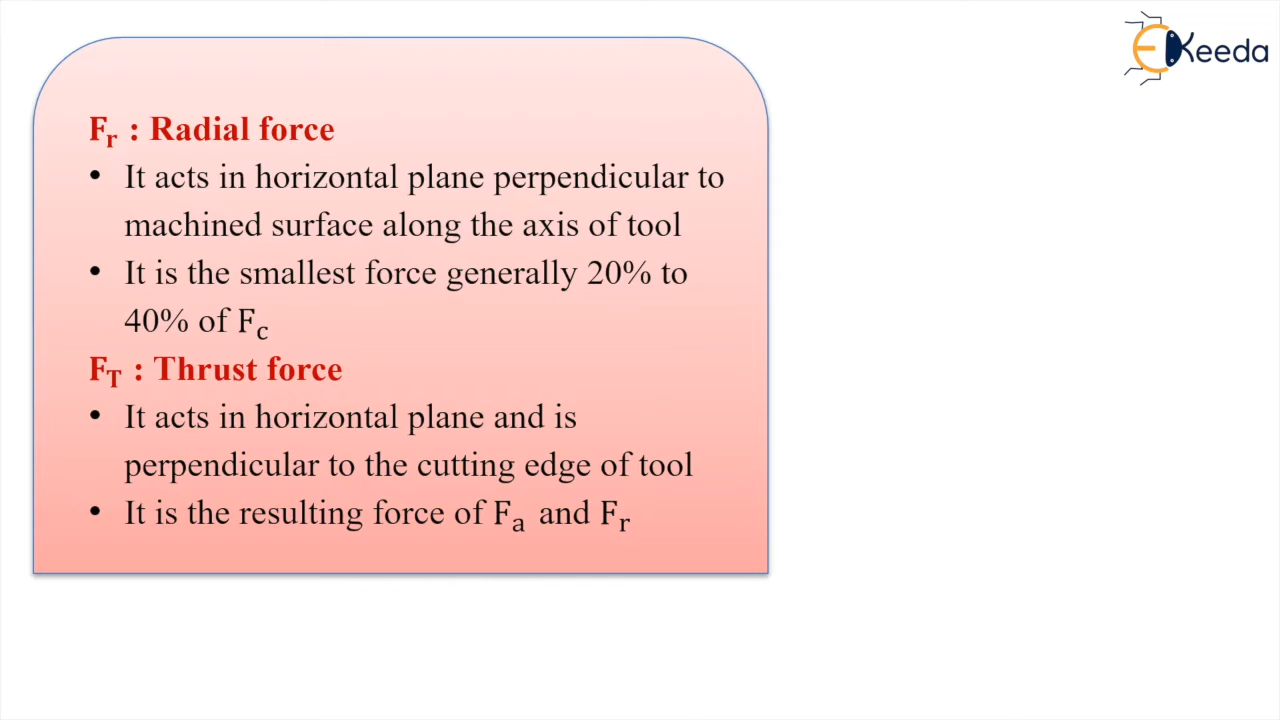 EKeeda
Fr : Radial force
• It acts in horizontal plane perpendicular to
machined surface along the axis of tool
• It is the smallest force generally 20% to
40% of Fc
FT : Thrust force
• It acts in horizontal plane and is
perpendicular to the cutting edge of tool
• It is the resulting force of Fa and Fr